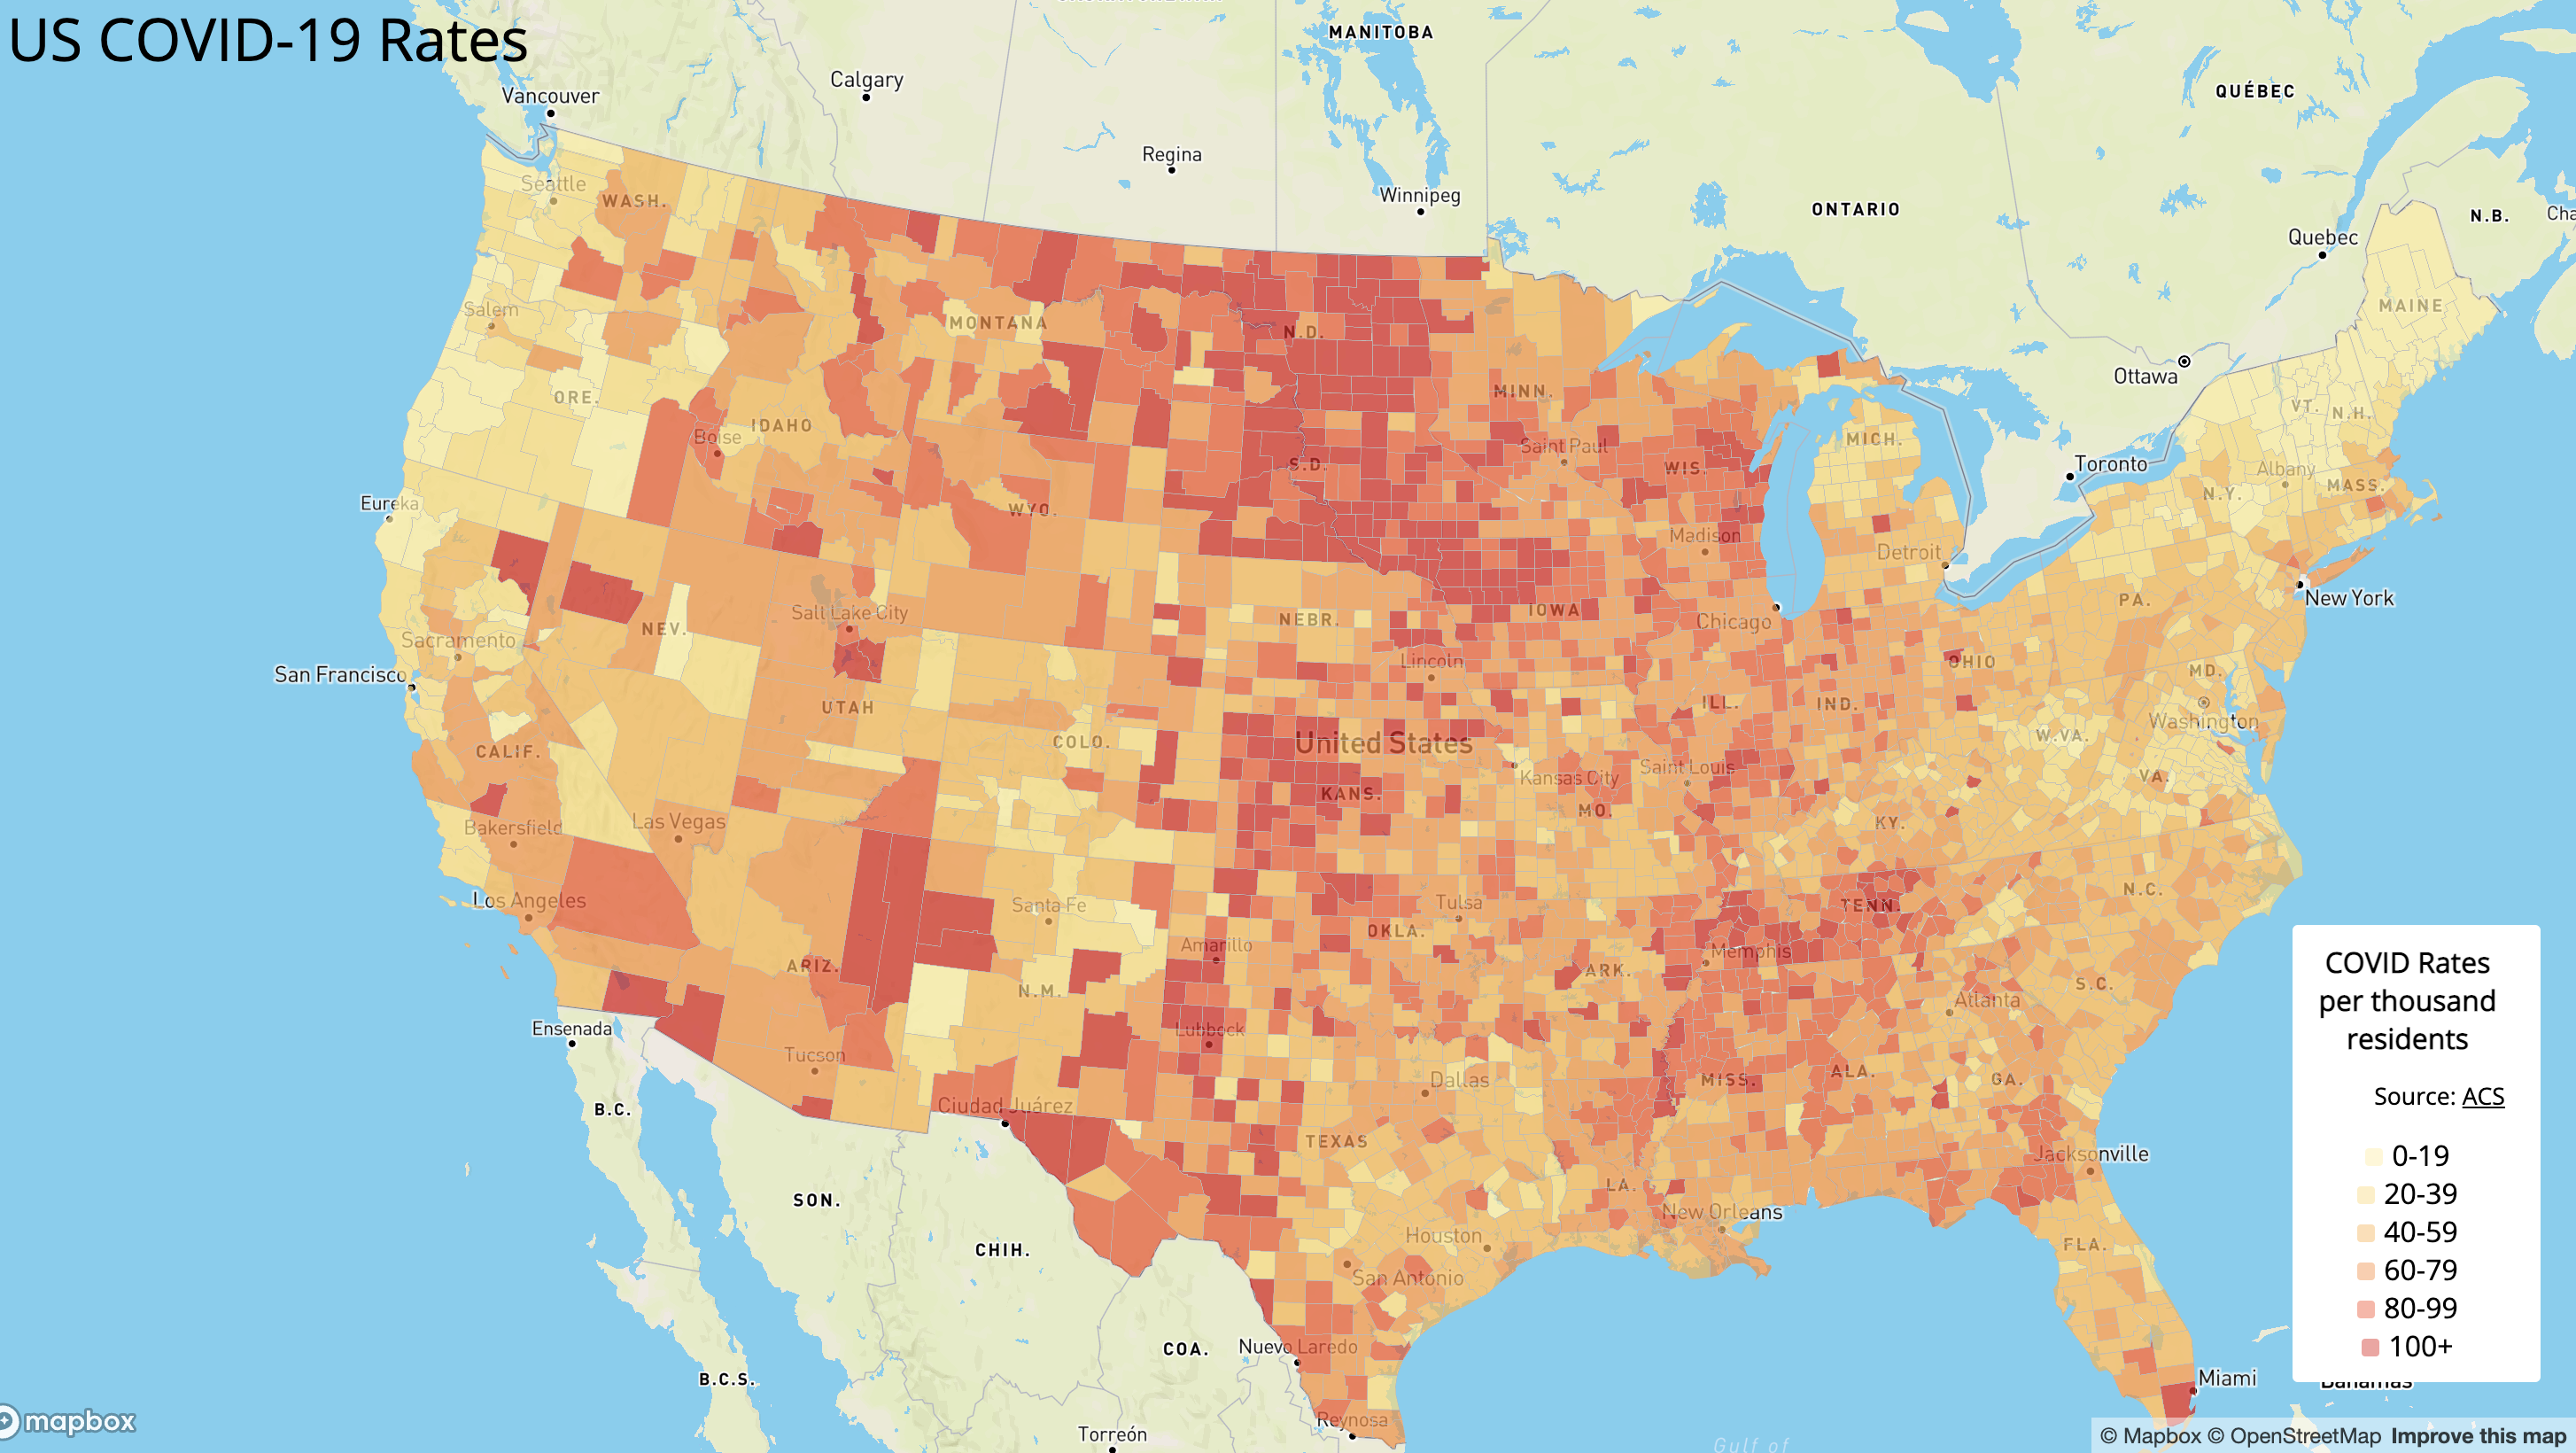 US COVID-19 Rates
MANITOBA
Calgary
Vancouver
QUÉBEC
Regina
Winnipeg
ONTARIO
N.B.
Cha
Quebec
Seattle
WASH.
Salem
MONTANA
N.D.
MAINE
Ottawa
MINN.
ORE.
IDAHO
Boise
VT.
N.H.
MICH.
Saint Paul
S.D.
WIS.
Toronto
Albany
MASS.
N.Y.
Eureka
WYO.
Madison
Detroit
New York
PA.
Salt Lake City
NEV.
NEBR.
IOWA
Chicago
Sacramento
San Francisco
Lincoln
OHIO
MD.
UTAH
ILL.
IND.
Washington
CALIF.
COLO.
United States
W.VA.
Kansas City
Saint Louis
VA.
KANS.
MO.
Bakersfield
Las Vegas
KY.
Los Angeles
Santa Fe
Tulsa
TENN.
N.C.
Amarillo
OKLA.
Memphis
ARIZ.
ARK.
N.M.
S.C.
Atlanta
Ensenada
Lubbock
Tucson
Dallas
MISS.
ALA.
GA.
B.C.
Ciudad Juárez
TEXAS
Jacksonville
SON.
LA.
New Orleans
CHIH.
Houston
FLA.
San Antonio
COA.
Nuevo Laredo
B.C.S.
Miami
Bahamas
Reynosa
Torreón
Gulf of
COVID Rates
per thousand
residents
Source: ACS
0-19
20-39
40-59
60-79
80-99
100+
mapbox
© Mapbox © OpenStreetMap Improve this map